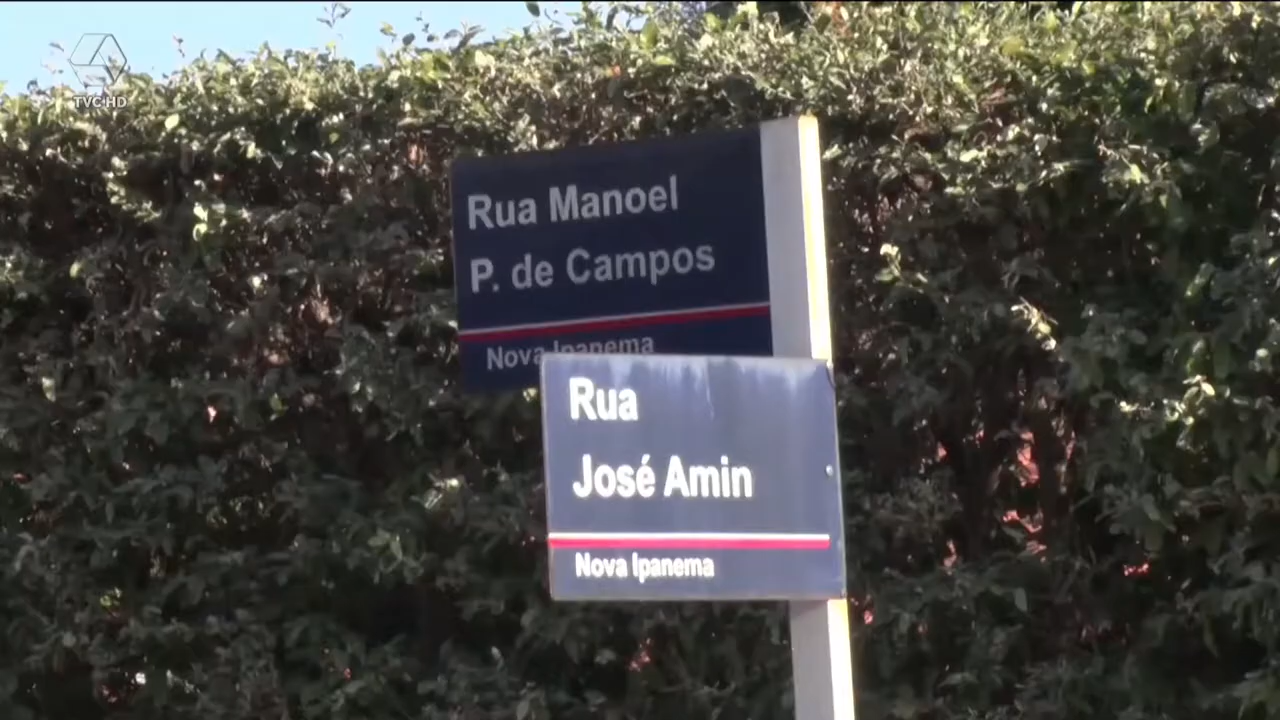 TVC HD
Rua Manoel
P. de Campos
Nova Ipanema
Rua
José Amin
Nova Ipanema